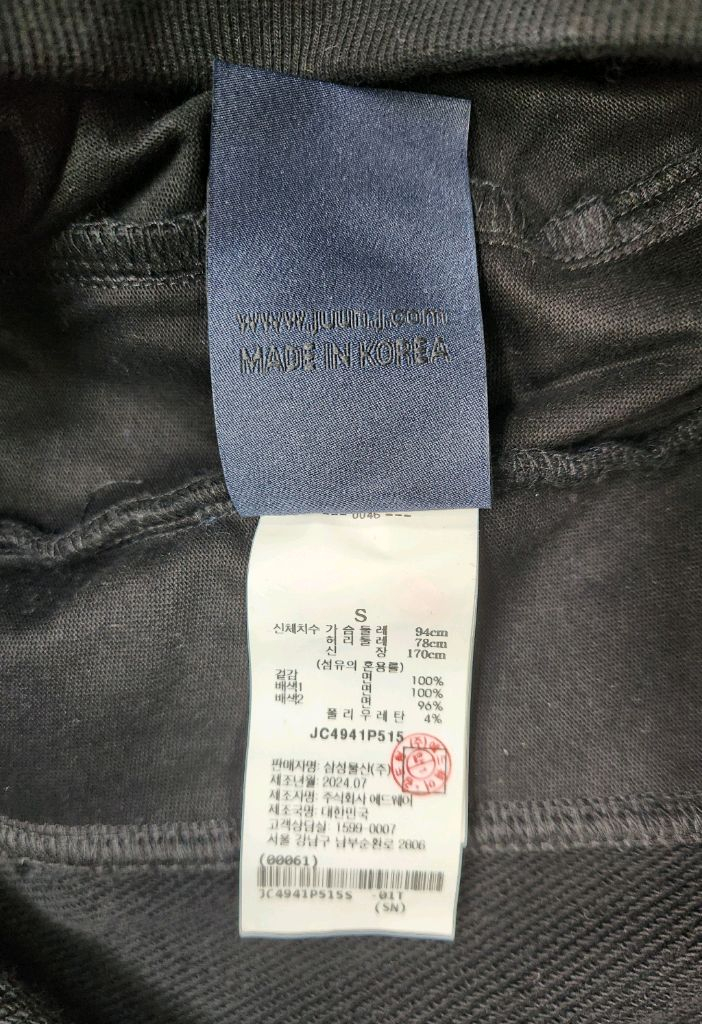 www.juunj.com
MADE IN KOREA
--- 0046 ---
S
신체치수 가 슴 둘 레 94cm
허 리 둘 레 78cm
신 장 170cm
(섬유의 혼용률)
겉감 면 100%
배색1 면 100%
배색2 면 96%
폴 리 우 레 탄 4%
JC4941P515
판매자명: 삼성물산(주)
제조년월: 2024.07
제조자명: 주식회사 에드웨이
제조국명: 대한민국
고객상담실: 1599-0007
서울 강남구 남부순환로 2806
(00061)
JC4941P515S -01T
(SN)